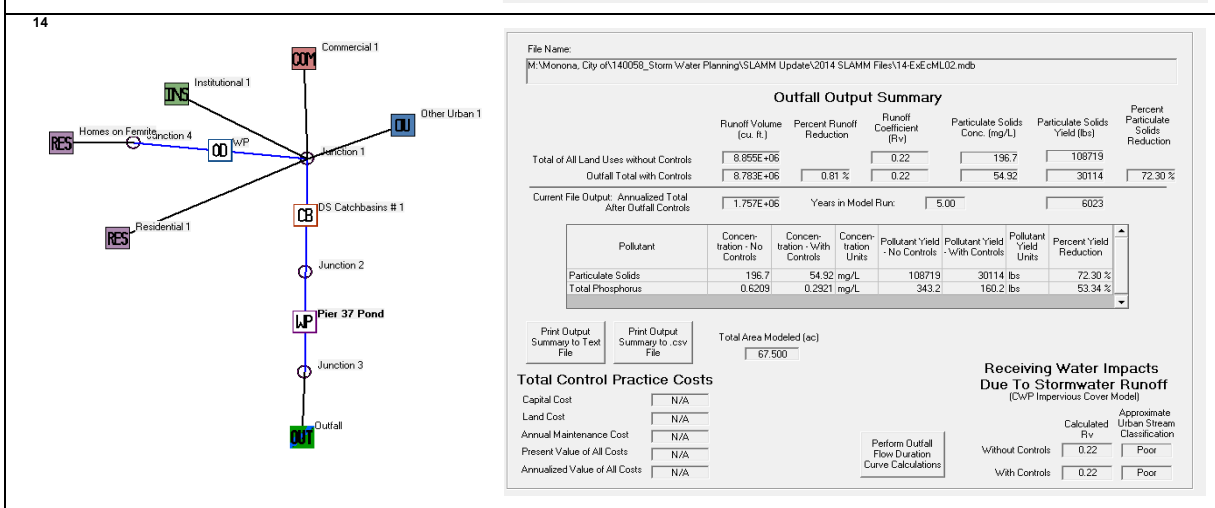 14
Commercial 1
COM
Institutional 1
INS
Other Urban 1
OU
Homes on Femrite
RES
Junction 4
OD
WP
Junction 1
DS Catchbasins # 1
CB
Residential 1
RES
Junction 2
Pier 37 Pond
WP
Junction 3
Outfall
OUT
File Name:
M:\Monona, City of\140058_Storm Water Planning\SLAMM Update\2014 SLAMM Files\14-ExEcML02.mdb
Outfall Output Summary
Runoff Volume (cu. ft.)
Percent Runoff Reduction
Runoff Coefficient (Rv)
Particulate Solids Conc. (mg/L)
Particulate Solids Yield (lbs)
Percent Particulate Solids Reduction
Total of All Land Uses without Controls 8.855E+06 0.22 196.7 108719
Outfall Total with Controls 8.783E+06 0.81 % 0.22 54.92 30114 72.30 %
Current File Output: Annualized Total After Outfall Controls 1.757E+06 Years in Model Run: 5.00 6023
Pollutant
Concen-tration - No Controls
Concen-tration - With Controls
Concen-tration Units
Pollutant Yield - No Controls
Pollutant Yield - With Controls
Pollutant Yield Units
Percent Yield Reduction
Particulate Solids 196.7 54.92 mg/L 108719 30114 lbs 72.30 %
Total Phosphorus 0.6209 0.2921 mg/L 343.2 160.2 lbs 53.34 %
Print Output Summary to Text File
Print Output Summary to .csv File
Total Area Modeled (ac)
67.500
Total Control Practice Costs
Capital Cost N/A
Land Cost N/A
Annual Maintenance Cost N/A
Present Value of All Costs N/A
Annualized Value of All Costs N/A
Perform Outfall Flow Duration Curve Calculations
Receiving Water Impacts
Due To Stormwater Runoff
(CWP Impervious Cover Model)
Calculated Rv
Approximate Urban Stream Classification
Without Controls 0.22 Poor
With Controls 0.22 Poor